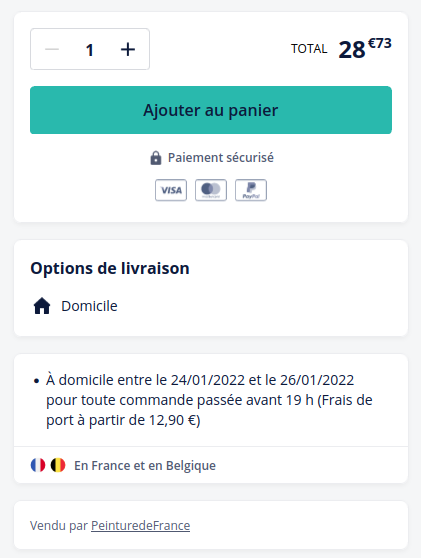 1
TOTAL 28 €73
Ajouter au panier
Paiement sécurisé
VISA PayPal
Options de livraison
Domicile
• À domicile entre le 24/01/2022 et le 26/01/2022
pour toute commande passée avant 19 h (Frais de
port à partir de 12,90 €)
En France et en Belgique
Vendu par PeinturedeFrance